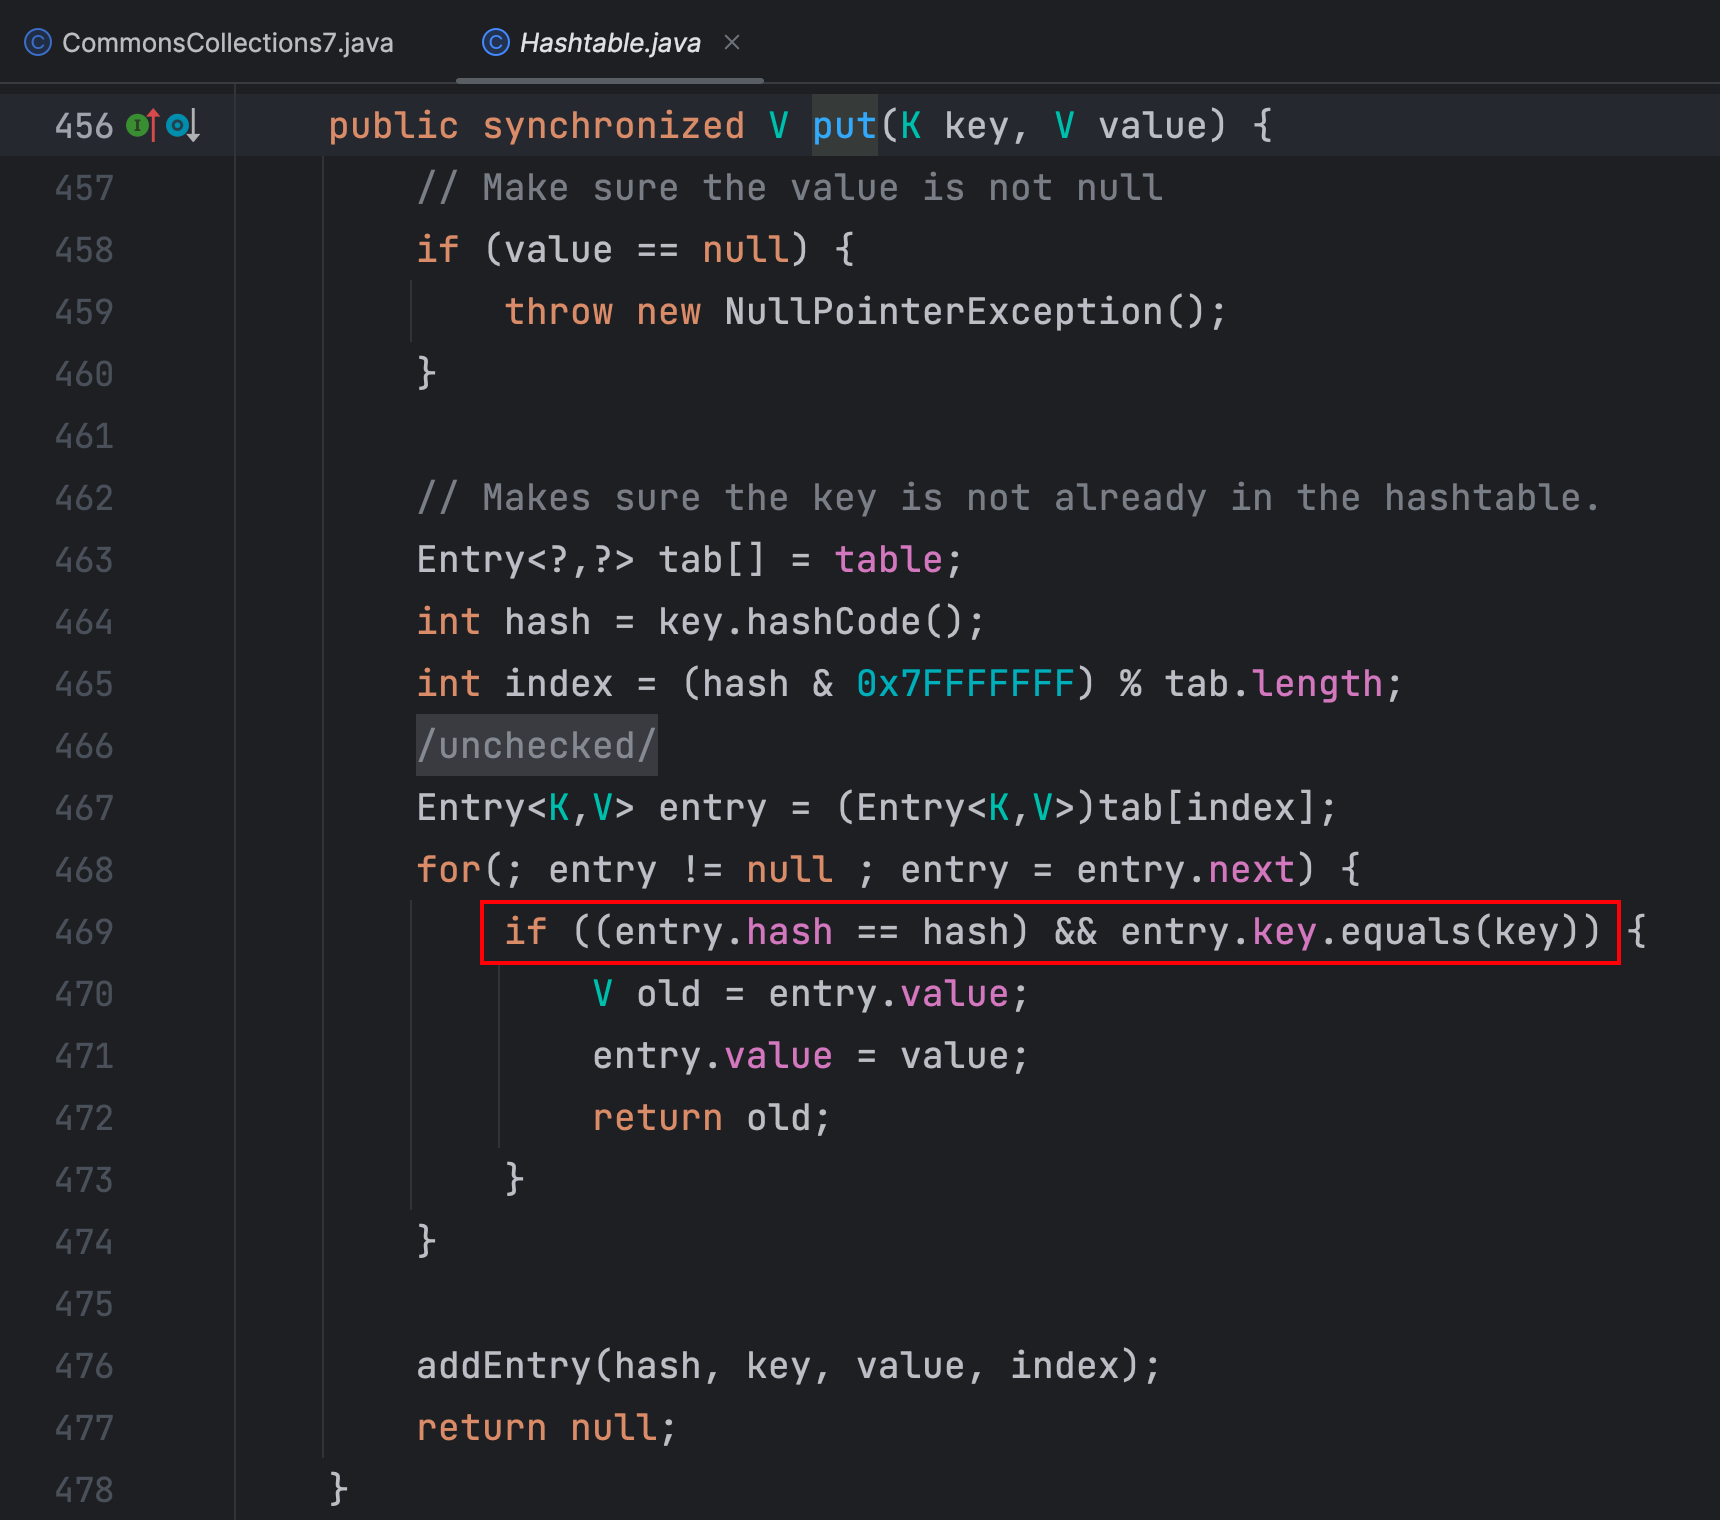 CommonsCollections7.java Hashtable.java
456 public synchronized V put(K key, V value) {
457 // Make sure the value is not null
458 if (value == null) {
459 throw new NullPointerException();
460 }
461
462 // Makes sure the key is not already in the hashtable.
463 Entry<?,?> tab[] = table;
464 int hash = key.hashCode();
465 int index = (hash & 0x7FFFFFFF) % tab.length;
466 /unchecked/
467 Entry<K,V> entry = (Entry<K,V>)tab[index];
468 for(; entry != null ; entry = entry.next) {
469 if ((entry.hash == hash) && entry.key.equals(key)) {
470 V old = entry.value;
471 entry.value = value;
472 return old;
473 }
474 }
475
476 addEntry(hash, key, value, index);
477 return null;
478 }